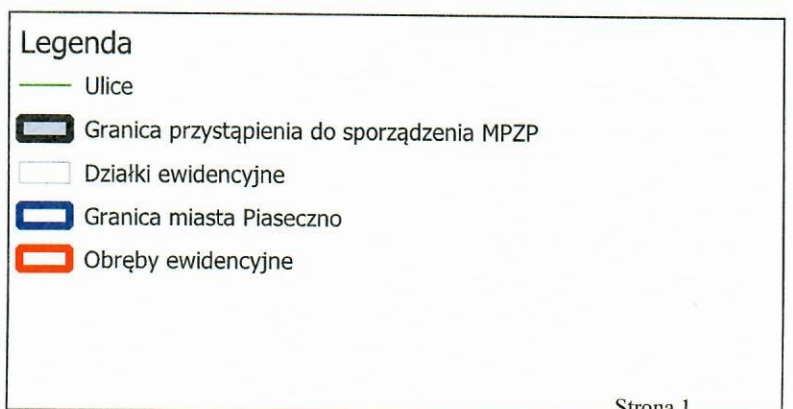 Legenda
Ulice
Granica przystąpienia do sporządzenia MPZP
Działki ewidencyjne
Granica miasta Piaseczno
Obręby ewidencyjne
Strona 1